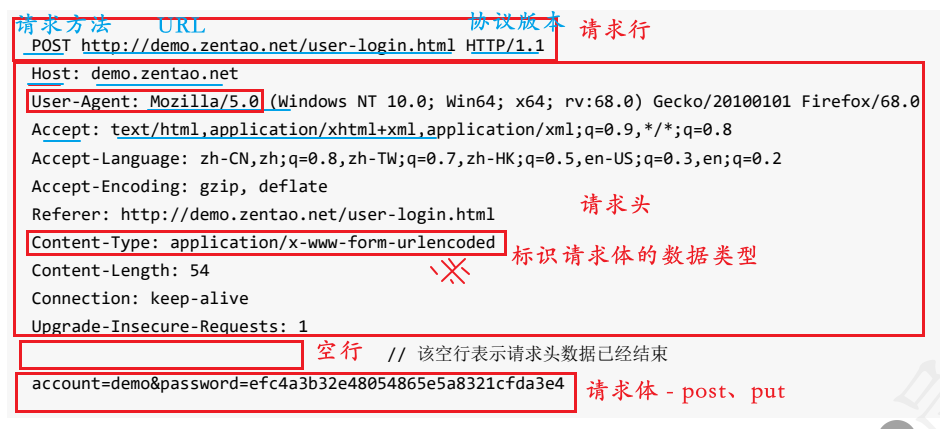 请求方法 URL 协议版本
POST http://demo.zentao.net/user-login.html HTTP/1.1 请求行
Host: demo.zentao.net
User-Agent: Mozilla/5.0 (Windows NT 10.0; Win64; x64; rv:68.0) Gecko/20100101 Firefox/68.0
Accept: text/html,application/xhtml+xml,application/xml;q=0.9,*/*;q=0.8
Accept-Language: zh-CN,zh;q=0.8,zh-TW;q=0.7,zh-HK;q=0.5,en-US;q=0.3,en;q=0.2
Accept-Encoding: gzip, deflate
Referer: http://demo.zentao.net/user-login.html 请求头
Content-Type: application/x-www-form-urlencoded 标识请求体的数据类型
Content-Length: 54
Connection: keep-alive
Upgrade-Insecure-Requests: 1
空行 // 该空行表示请求头数据已经结束
account=demo&password=efc4a3b32e48054865e5a8321cfda3e4 请求体 - post、put